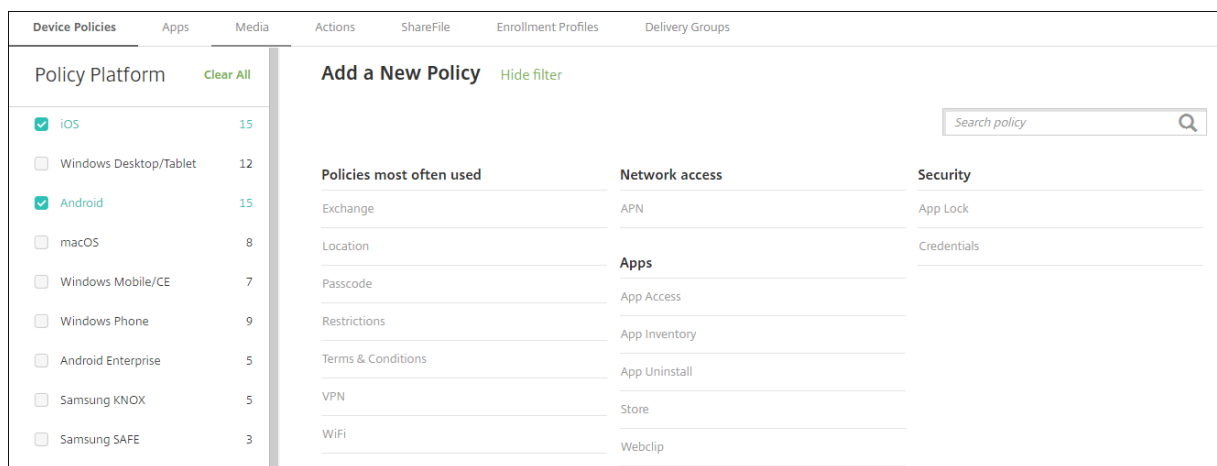 Device Policies Apps Media Actions ShareFile Enrollment Profiles Delivery Groups
Policy Platform Clear All
iOS 15
Windows Desktop/Tablet 12
Android 15
macOS 8
Windows Mobile/CE 7
Windows Phone 9
Android Enterprise 5
Samsung KNOX 5
Samsung SAFE 3
Add a New Policy Hide filter
Search policy
Policies most often used
Exchange
Location
Passcode
Restrictions
Terms & Conditions
VPN
WiFi
Network access
APN
Apps
App Access
App Inventory
App Uninstall
Store
Webclip
Security
App Lock
Credentials